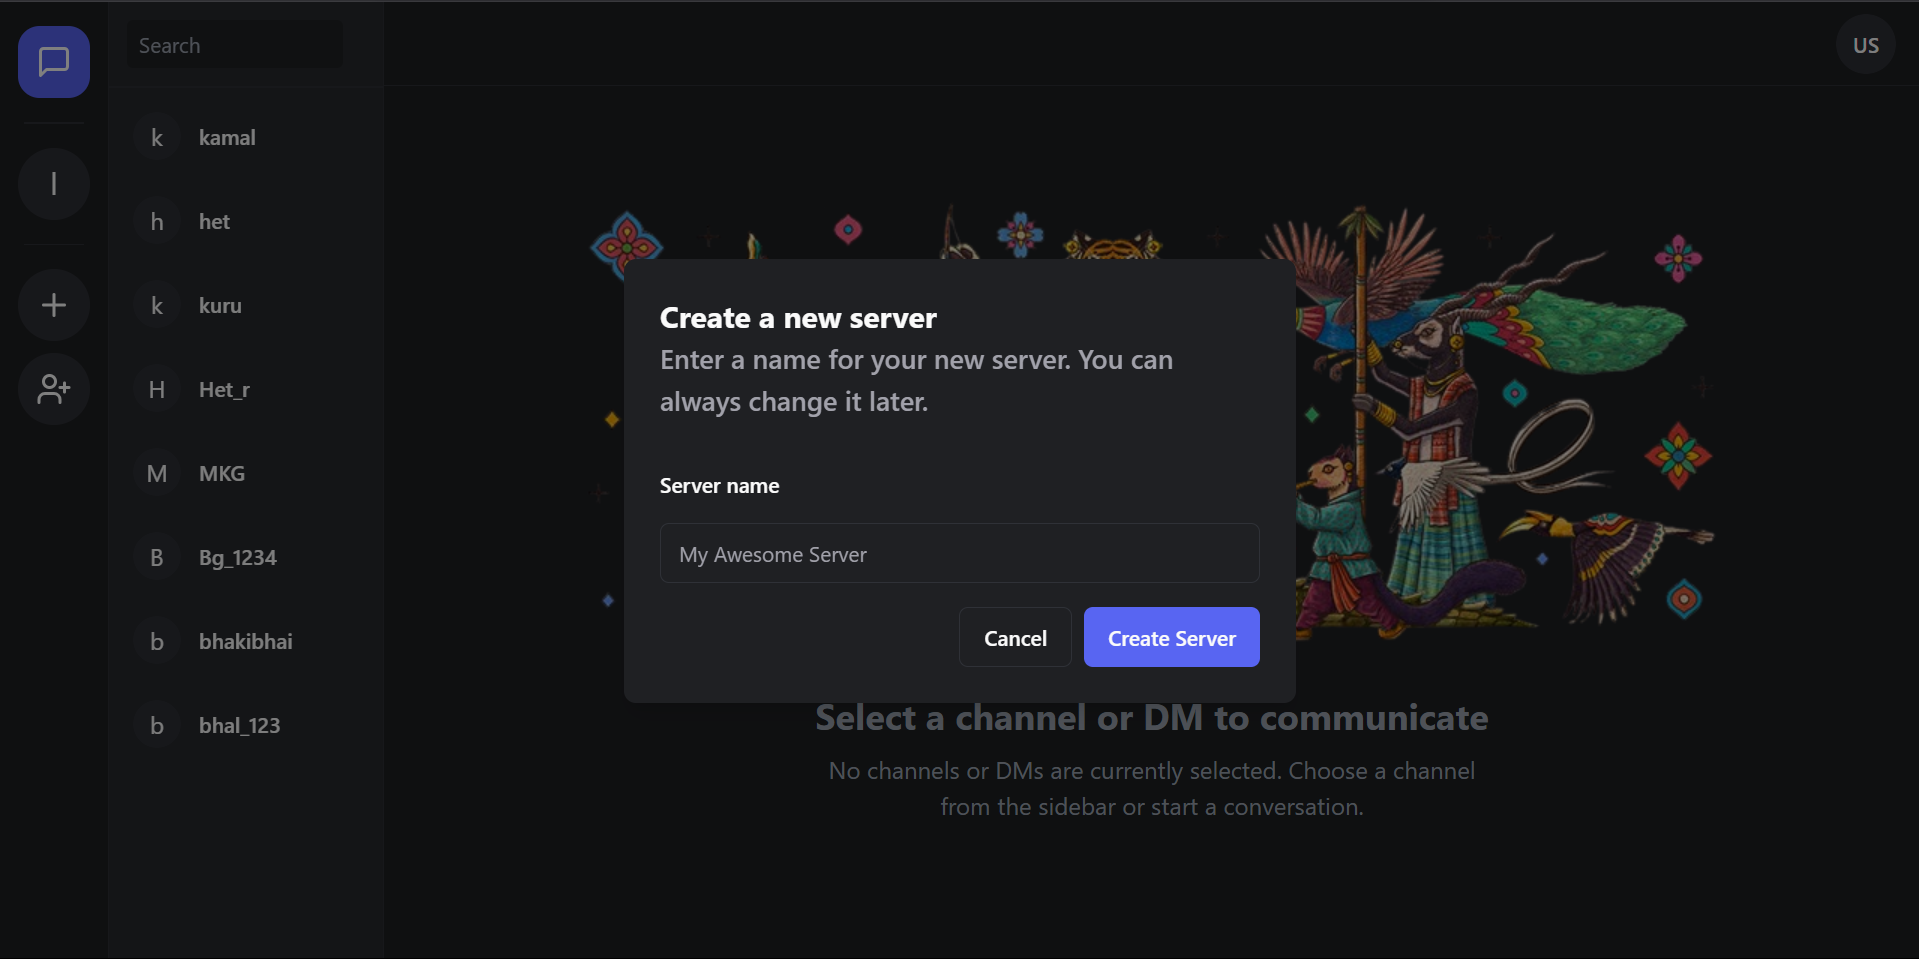 Search
US
I
k kamal
h het
k kuru
H Het_r
M MKG
B Bg_1234
b bhakibhai
b bhal_123
Create a new server
Enter a name for your new server. You can
always change it later.
Server name
My Awesome Server
Cancel
Create Server
Select a channel or DM to communicate
No channels or DMs are currently selected. Choose a channel
from the sidebar or start a conversation.